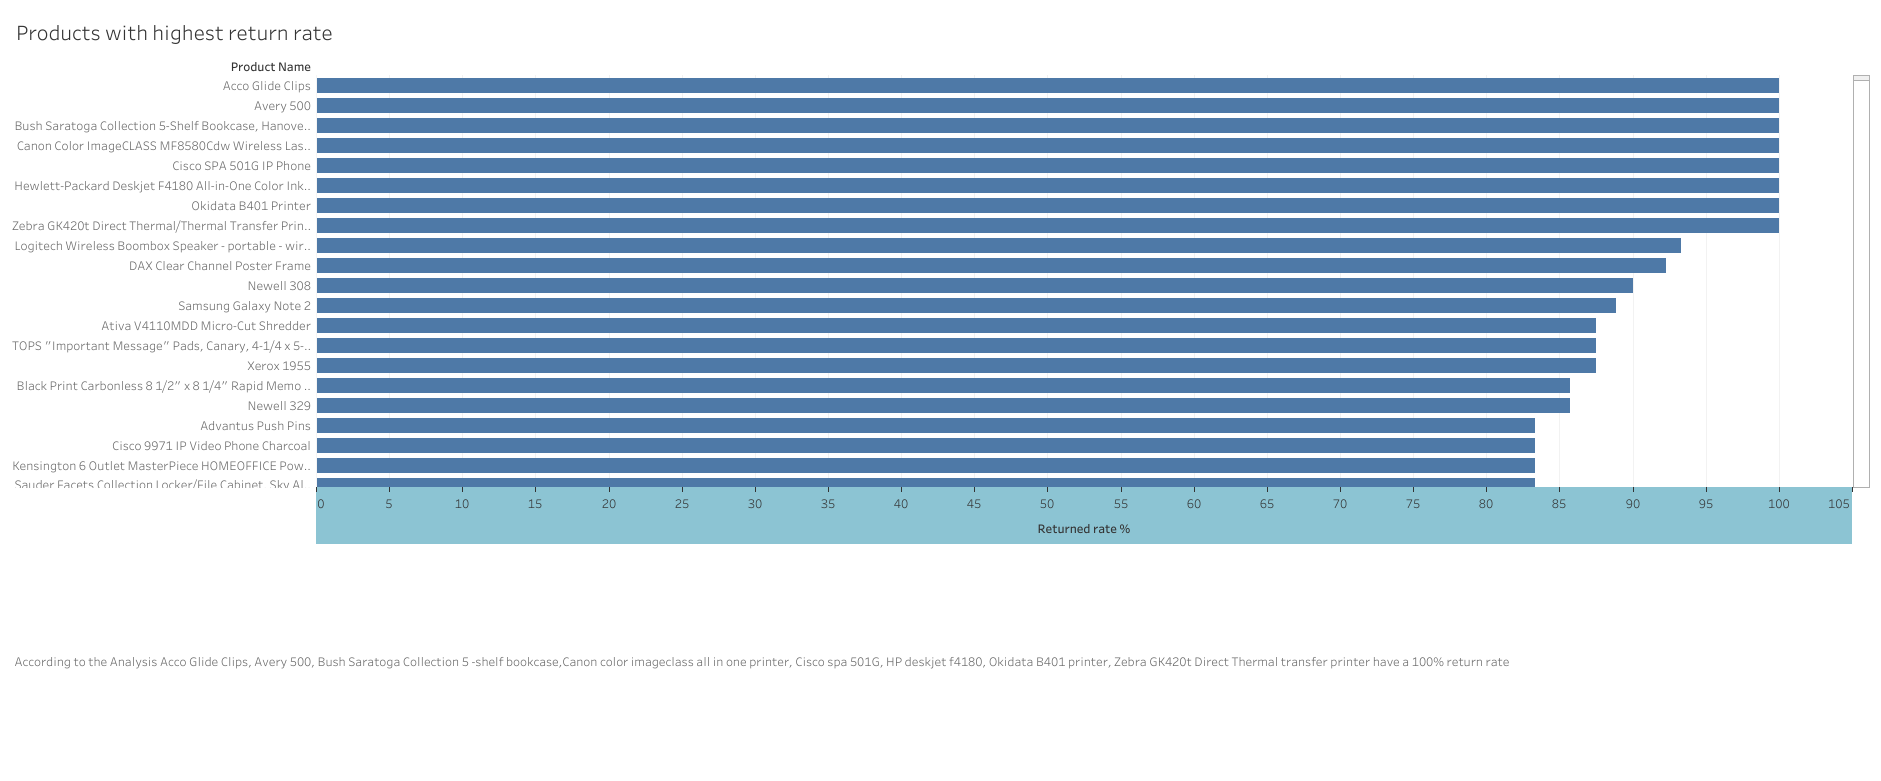 Products with highest return rate
Product Name
Acco Glide Clips
Avery 500
Bush Saratoga Collection 5-Shelf Bookcase, Hanove..
Canon Color ImageCLASS MF8580Cdw Wireless Las..
Cisco SPA 501G IP Phone
Hewlett-Packard Deskjet F4180 All-in-One Color Ink..
Okidata B401 Printer
Zebra GK420t Direct Thermal/Thermal Transfer Prin..
Logitech Wireless Boombox Speaker - portable - wir..
DAX Clear Channel Poster Frame
Newell 308
Samsung Galaxy Note 2
Ativa V4110MDD Micro-Cut Shredder
TOPS "Important Message" Pads, Canary, 4-1/4 x 5-..
Xerox 1955
Black Print Carbonless 8 1/2" x 8 1/4" Rapid Memo ..
Newell 329
Advantus Push Pins
Cisco 9971 IP Video Phone Charcoal
Kensington 6 Outlet MasterPiece HOMEOFFICE Pow..
Sauder Facets Collection Locker/File Cabinet, Sky Al..
0 5 10 15 20 25 30 35 40 45 50 55 60 65 70 75 80 85 90 95 100 105
Returned rate %
According to the Analysis Acco Glide Clips, Avery 500, Bush Saratoga Collection 5 -shelf bookcase,Canon color imageclass all in one printer, Cisco spa 501G, HP deskjet f4180, Okidata B401 printer, Zebra GK420t Direct Thermal transfer printer have a 100% return rate